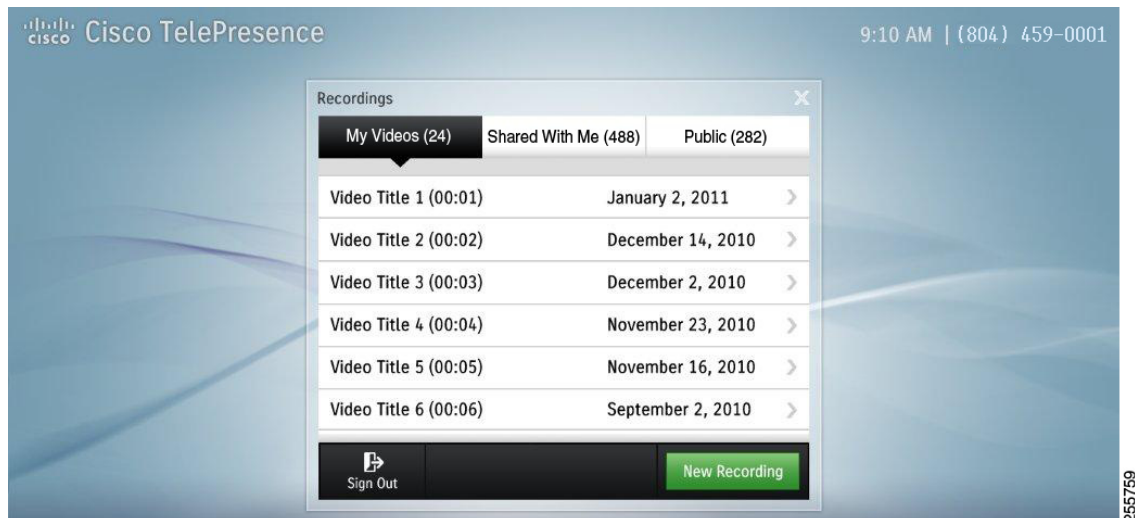 CISCO Cisco TelePresence
9:10 AM | (804) 459-0001
Recordings
My Videos (24) Shared With Me (488) Public (282)
Video Title 1 (00:01) January 2, 2011
Video Title 2 (00:02) December 14, 2010
Video Title 3 (00:03) December 2, 2010
Video Title 4 (00:04) November 23, 2010
Video Title 5 (00:05) November 16, 2010
Video Title 6 (00:06) September 2, 2010
Sign Out New Recording
255759